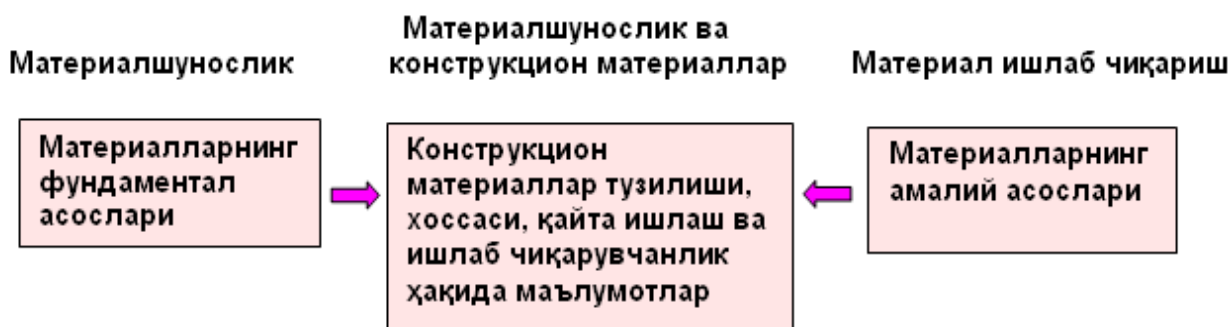 Материалшунослик
Материалшунослик ва
конструкцион материаллар
Материал ишлаб чиқариш
Материалларнинг
фундаментал
асослари
Конструкцион
материаллар тузилиши,
хоссаси, қайта ишлаш ва
ишлаб чиқарувчанлик
ҳақида маълумотлар
Материалларнинг
амалий асослари